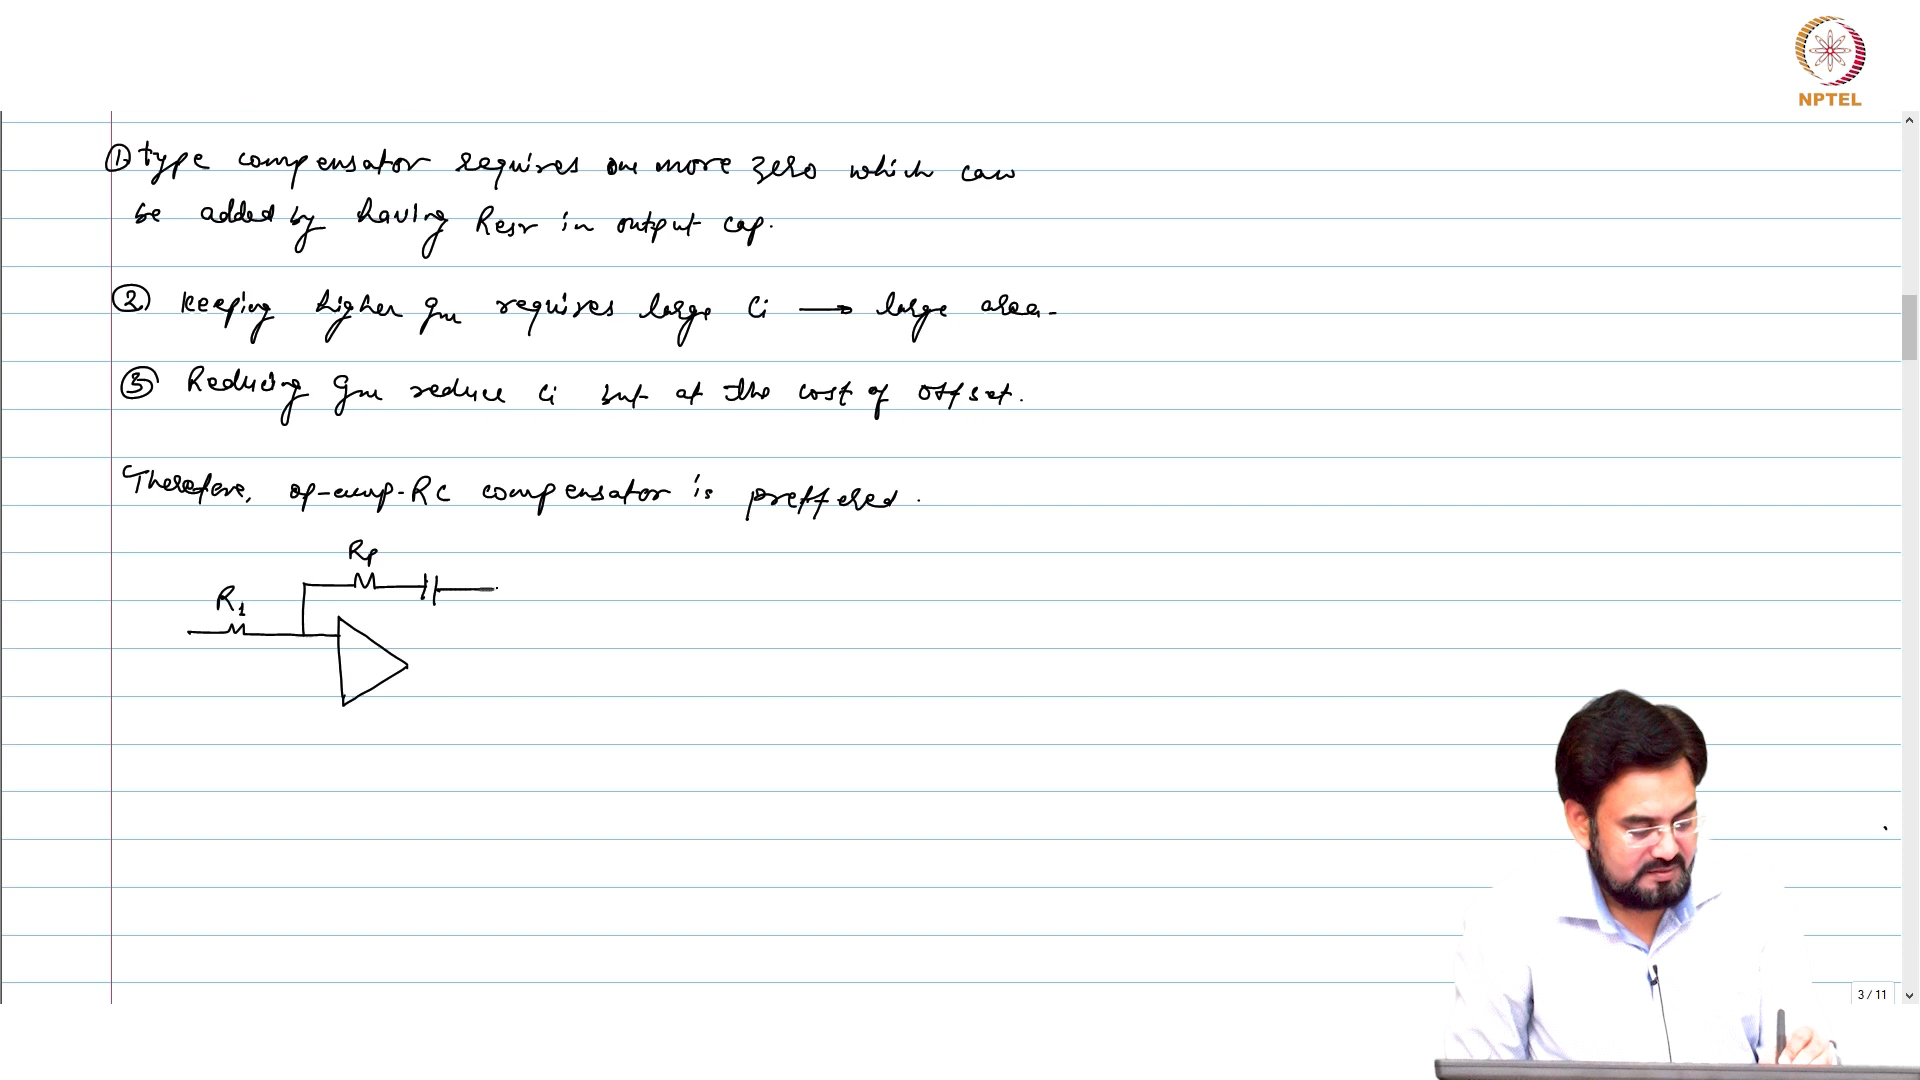 NPTEL
① type compensator requires one more zero which can
be added by having Resr in output cap.
② keeping higher gm requires large Ci → large area.
③ Reducing gm reduce Ci but at the cost of offset.
Therefore, op-amp-RC compensator is preffered.
RF
R1
3 / 11